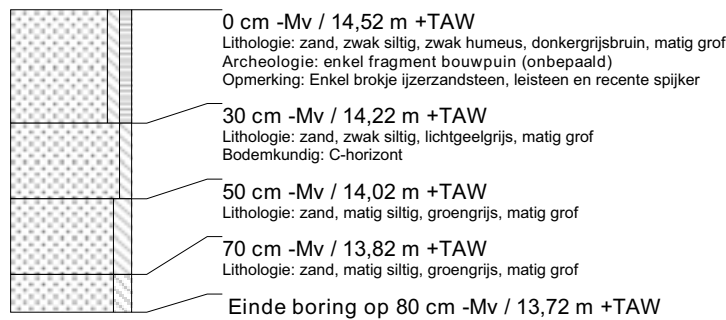 0 cm -Mv / 14,52 m +TAW
Lithologie: zand, zwak siltig, zwak humeus, donkergrijsbruin, matig grof
Archeologie: enkel fragment bouwpuin (onbepaald)
Opmerking: Enkel brokje ijzerzandsteen, leisteen en recente spijker
30 cm -Mv / 14,22 m +TAW
Lithologie: zand, zwak siltig, lichtgeelgrijs, matig grof
Bodemkundig: C-horizont
50 cm -Mv / 14,02 m +TAW
Lithologie: zand, matig siltig, groengrijs, matig grof
70 cm -Mv / 13,82 m +TAW
Lithologie: zand, matig siltig, groengrijs, matig grof
Einde boring op 80 cm -Mv / 13,72 m +TAW